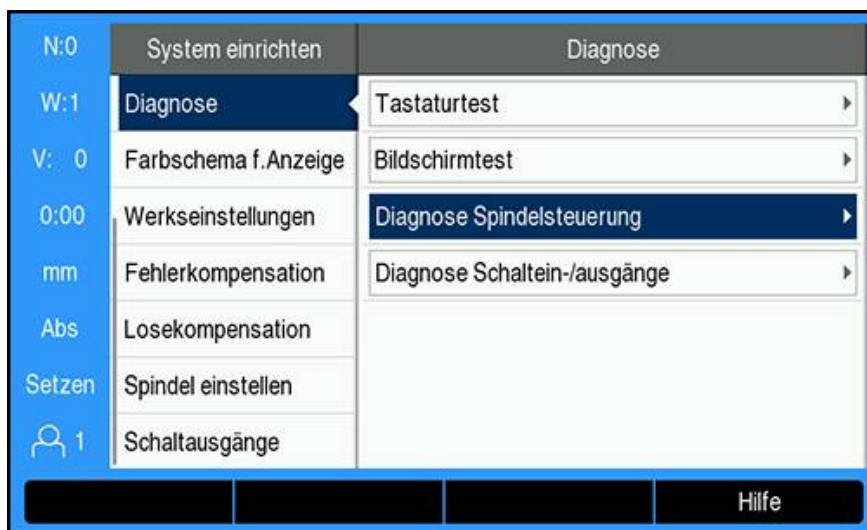 N:0
W:1
V: 0
0:00
mm
Abs
Setzen
1
System einrichten
Diagnose
Farbschema f.Anzeige
Werkseinstellungen
Fehlerkompensation
Losekompensation
Spindel einstellen
Schaltausgänge
Diagnose
Tastaturtest
Bildschirmtest
Diagnose Spindelsteuerung
Diagnose Schaltein-/ausgänge
Hilfe